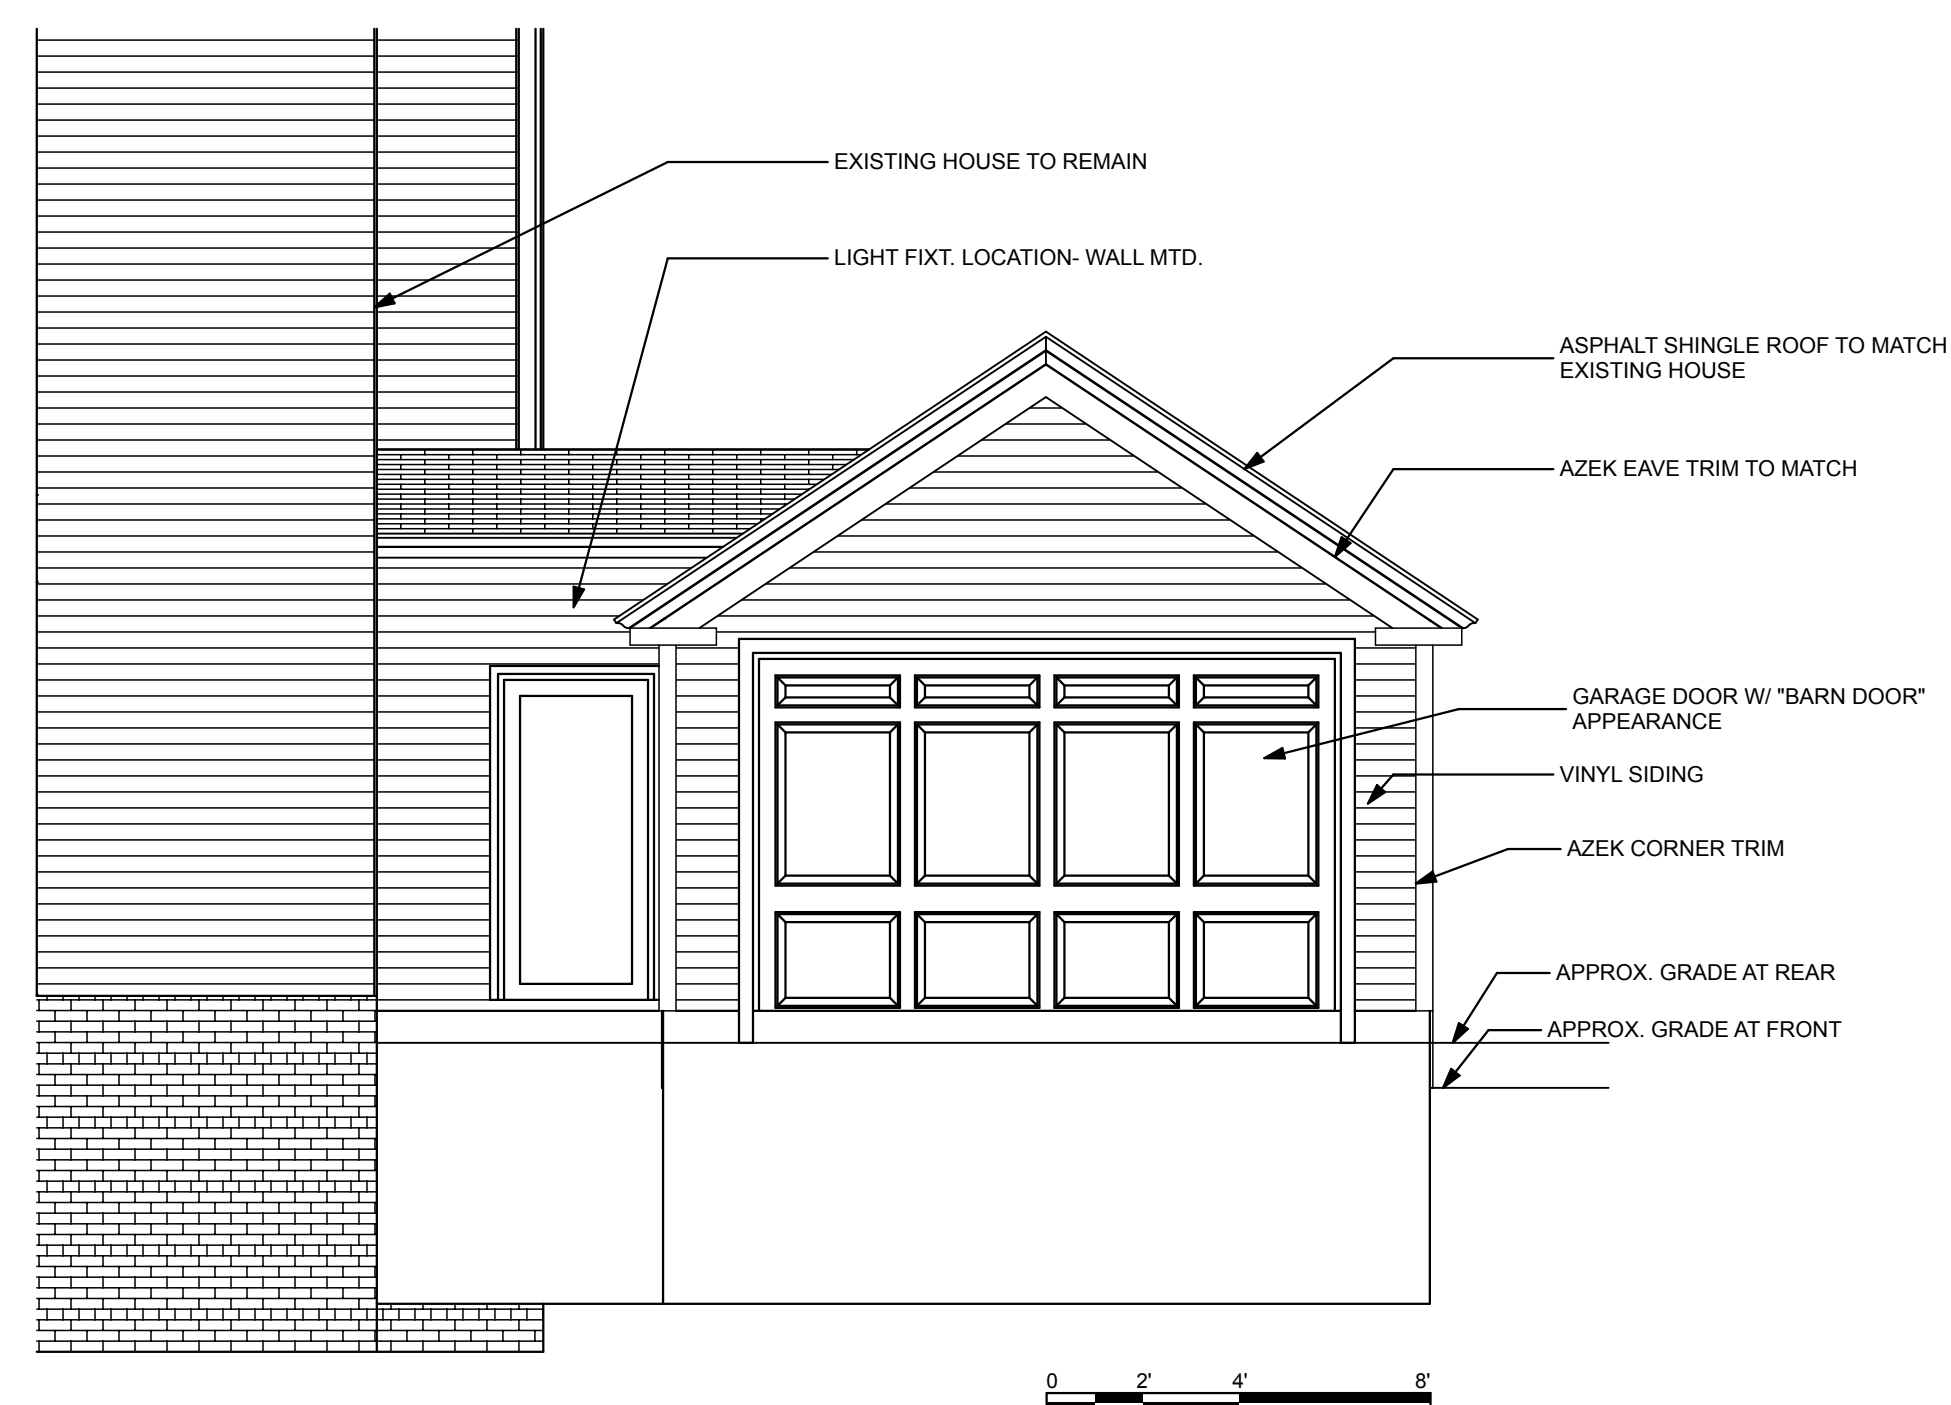 EXISTING HOUSE TO REMAIN
LIGHT FIXT. LOCATION- WALL MTD.
ASPHALT SHINGLE ROOF TO MATCH
EXISTING HOUSE
AZEK EAVE TRIM TO MATCH
GARAGE DOOR W/ "BARN DOOR"
APPEARANCE
VINYL SIDING
AZEK CORNER TRIM
APPROX. GRADE AT REAR
APPROX. GRADE AT FRONT
0 2' 4' 8'